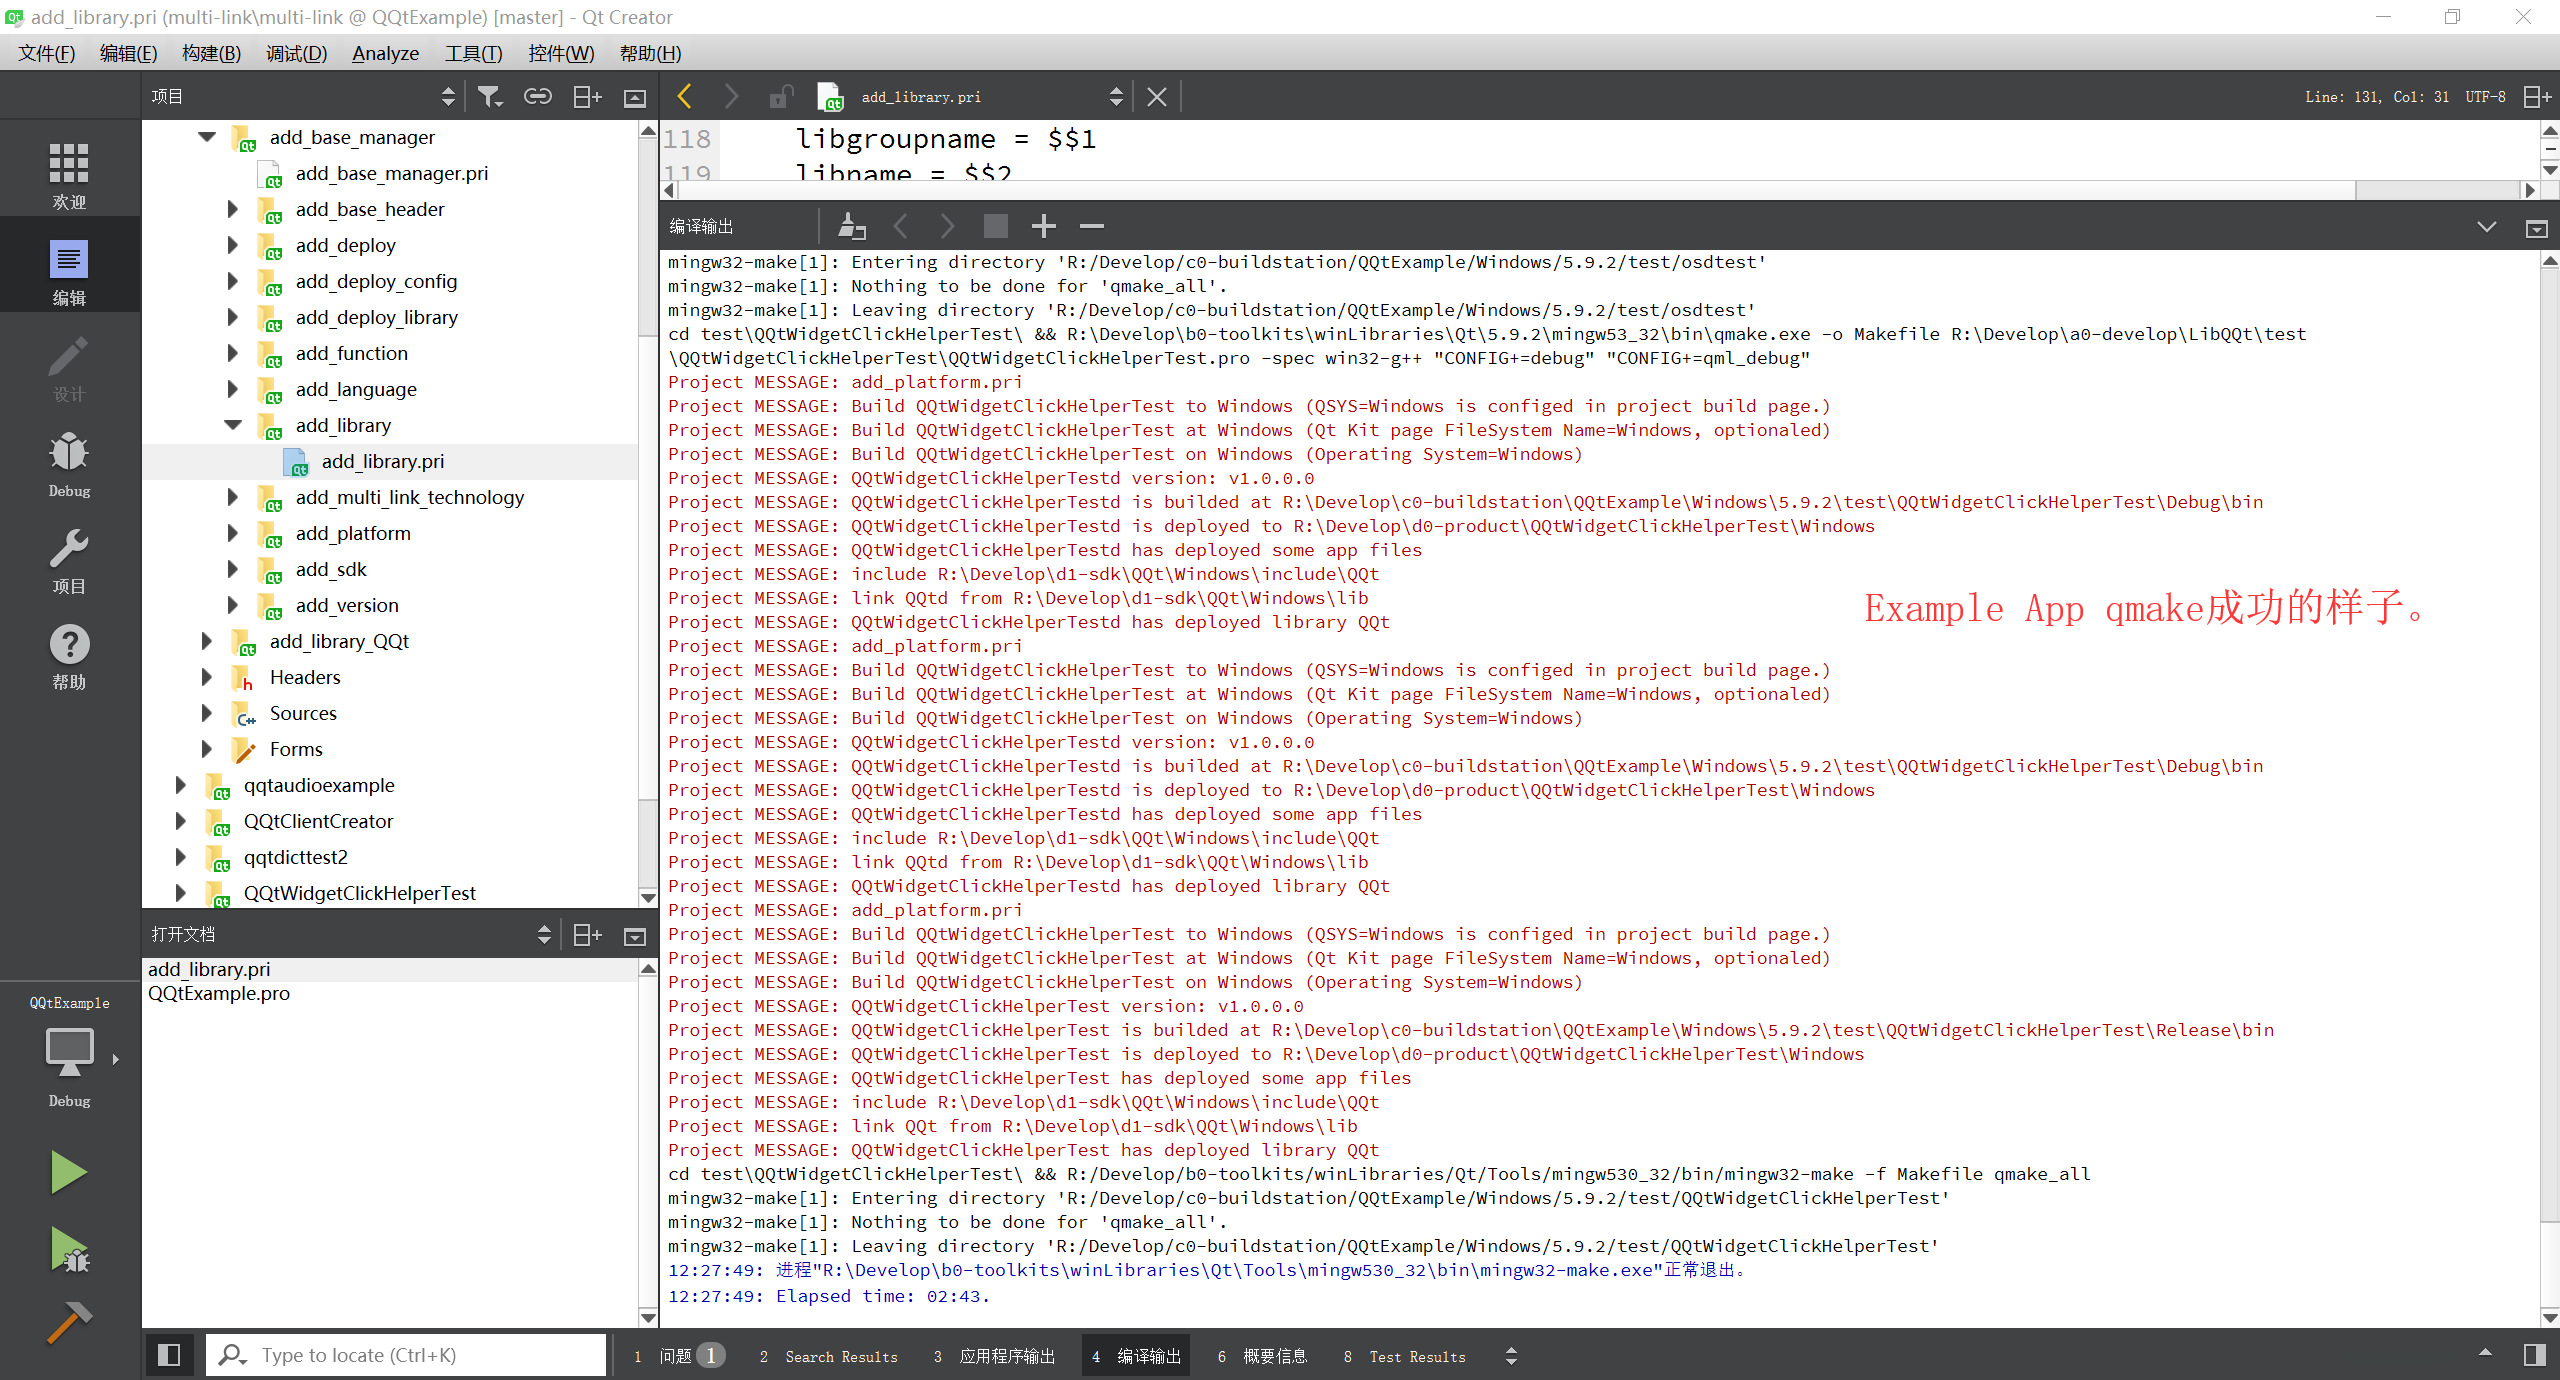 add_library.pri (multi-link\multi-link @ QQtExample) [master] - Qt Creator
文件(F) 编辑(E) 构建(B) 调试(D) Analyze 工具(T) 控件(W) 帮助(H)
项目
add_library.pri
Line: 131, Col: 31 UTF-8
欢迎
编辑
设计
Debug
项目
帮助
QQtExample
Debug
add_base_manager
add_base_manager.pri
add_base_header
add_deploy
add_deploy_config
add_deploy_library
add_function
add_language
add_library
add_library.pri
add_multi_link_technology
add_platform
add_sdk
add_version
add_library_QQt
Headers
Sources
Forms
qqtaudioexample
QQtClientCreator
qqtdicttest2
QQtWidgetClickHelperTest
打开文档
add_library.pri
QQtExample.pro
118 libgroupname = $$1
119 libname = $$2
编译输出
mingw32-make[1]: Entering directory 'R:/Develop/c0-buildstation/QQtExample/Windows/5.9.2/test/osdtest'
mingw32-make[1]: Nothing to be done for 'qmake_all'.
mingw32-make[1]: Leaving directory 'R:/Develop/c0-buildstation/QQtExample/Windows/5.9.2/test/osdtest'
cd test\QQtWidgetClickHelperTest\ && R:\Develop\b0-toolkits\winLibraries\Qt\5.9.2\mingw53_32\bin\qmake.exe -o Makefile R:\Develop\a0-develop\LibQQt\test
\QQtWidgetClickHelperTest\QQtWidgetClickHelperTest.pro -spec win32-g++ "CONFIG+=debug" "CONFIG+=qml_debug"
Project MESSAGE: add_platform.pri
Project MESSAGE: Build QQtWidgetClickHelperTest to Windows (QSYS=Windows is configed in project build page.)
Project MESSAGE: Build QQtWidgetClickHelperTest at Windows (Qt Kit page FileSystem Name=Windows, optionaled)
Project MESSAGE: Build QQtWidgetClickHelperTest on Windows (Operating System=Windows)
Project MESSAGE: QQtWidgetClickHelperTestd version: v1.0.0.0
Project MESSAGE: QQtWidgetClickHelperTestd is builded at R:\Develop\c0-buildstation\QQtExample\Windows\5.9.2\test\QQtWidgetClickHelperTest\Debug\bin
Project MESSAGE: QQtWidgetClickHelperTestd is deployed to R:\Develop\d0-product\QQtWidgetClickHelperTest\Windows
Project MESSAGE: QQtWidgetClickHelperTestd has deployed some app files
Project MESSAGE: include R:\Develop\d1-sdk\QQt\Windows\include\QQt
Project MESSAGE: link QQtd from R:\Develop\d1-sdk\QQt\Windows\lib
Example App qmake成功的样子。
Project MESSAGE: QQtWidgetClickHelperTestd has deployed library QQt
Project MESSAGE: add_platform.pri
Project MESSAGE: Build QQtWidgetClickHelperTest to Windows (QSYS=Windows is configed in project build page.)
Project MESSAGE: Build QQtWidgetClickHelperTest at Windows (Qt Kit page FileSystem Name=Windows, optionaled)
Project MESSAGE: Build QQtWidgetClickHelperTest on Windows (Operating System=Windows)
Project MESSAGE: QQtWidgetClickHelperTestd version: v1.0.0.0
Project MESSAGE: QQtWidgetClickHelperTestd is builded at R:\Develop\c0-buildstation\QQtExample\Windows\5.9.2\test\QQtWidgetClickHelperTest\Debug\bin
Project MESSAGE: QQtWidgetClickHelperTestd is deployed to R:\Develop\d0-product\QQtWidgetClickHelperTest\Windows
Project MESSAGE: QQtWidgetClickHelperTestd has deployed some app files
Project MESSAGE: include R:\Develop\d1-sdk\QQt\Windows\include\QQt
Project MESSAGE: link QQtd from R:\Develop\d1-sdk\QQt\Windows\lib
Project MESSAGE: QQtWidgetClickHelperTestd has deployed library QQt
Project MESSAGE: add_platform.pri
Project MESSAGE: Build QQtWidgetClickHelperTest to Windows (QSYS=Windows is configed in project build page.)
Project MESSAGE: Build QQtWidgetClickHelperTest at Windows (Qt Kit page FileSystem Name=Windows, optionaled)
Project MESSAGE: Build QQtWidgetClickHelperTest on Windows (Operating System=Windows)
Project MESSAGE: QQtWidgetClickHelperTest version: v1.0.0.0
Project MESSAGE: QQtWidgetClickHelperTest is builded at R:\Develop\c0-buildstation\QQtExample\Windows\5.9.2\test\QQtWidgetClickHelperTest\Release\bin
Project MESSAGE: QQtWidgetClickHelperTest is deployed to R:\Develop\d0-product\QQtWidgetClickHelperTest\Windows
Project MESSAGE: QQtWidgetClickHelperTest has deployed some app files
Project MESSAGE: include R:\Develop\d1-sdk\QQt\Windows\include\QQt
Project MESSAGE: link QQt from R:\Develop\d1-sdk\QQt\Windows\lib
Project MESSAGE: QQtWidgetClickHelperTest has deployed library QQt
cd test\QQtWidgetClickHelperTest\ && R:/Develop/b0-toolkits/winLibraries/Qt/Tools/mingw530_32/bin/mingw32-make -f Makefile qmake_all
mingw32-make[1]: Entering directory 'R:/Develop/c0-buildstation/QQtExample/Windows/5.9.2/test/QQtWidgetClickHelperTest'
mingw32-make[1]: Nothing to be done for 'qmake_all'.
mingw32-make[1]: Leaving directory 'R:/Develop/c0-buildstation/QQtExample/Windows/5.9.2/test/QQtWidgetClickHelperTest'
12:27:49: 进程"R:\Develop\b0-toolkits\winLibraries\Qt\Tools\mingw530_32\bin\mingw32-make.exe"正常退出。
12:27:49: Elapsed time: 02:43.
Type to locate (Ctrl+K) 1 问题 1 2 Search Results 3 应用程序输出 4 编译输出 6 概要信息 8 Test Results